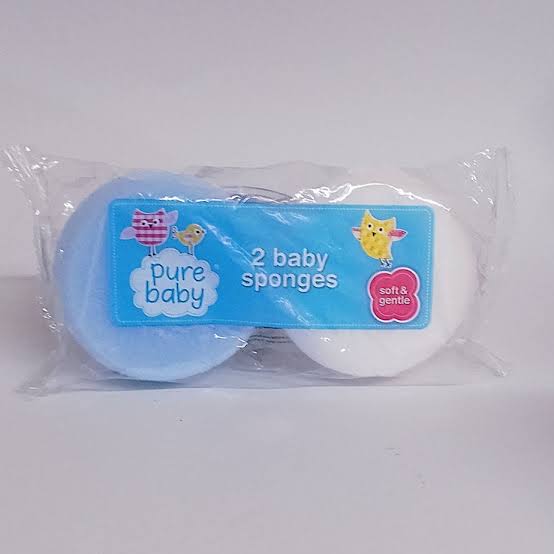 pure
baby
2 baby
sponges
soft &
gentle